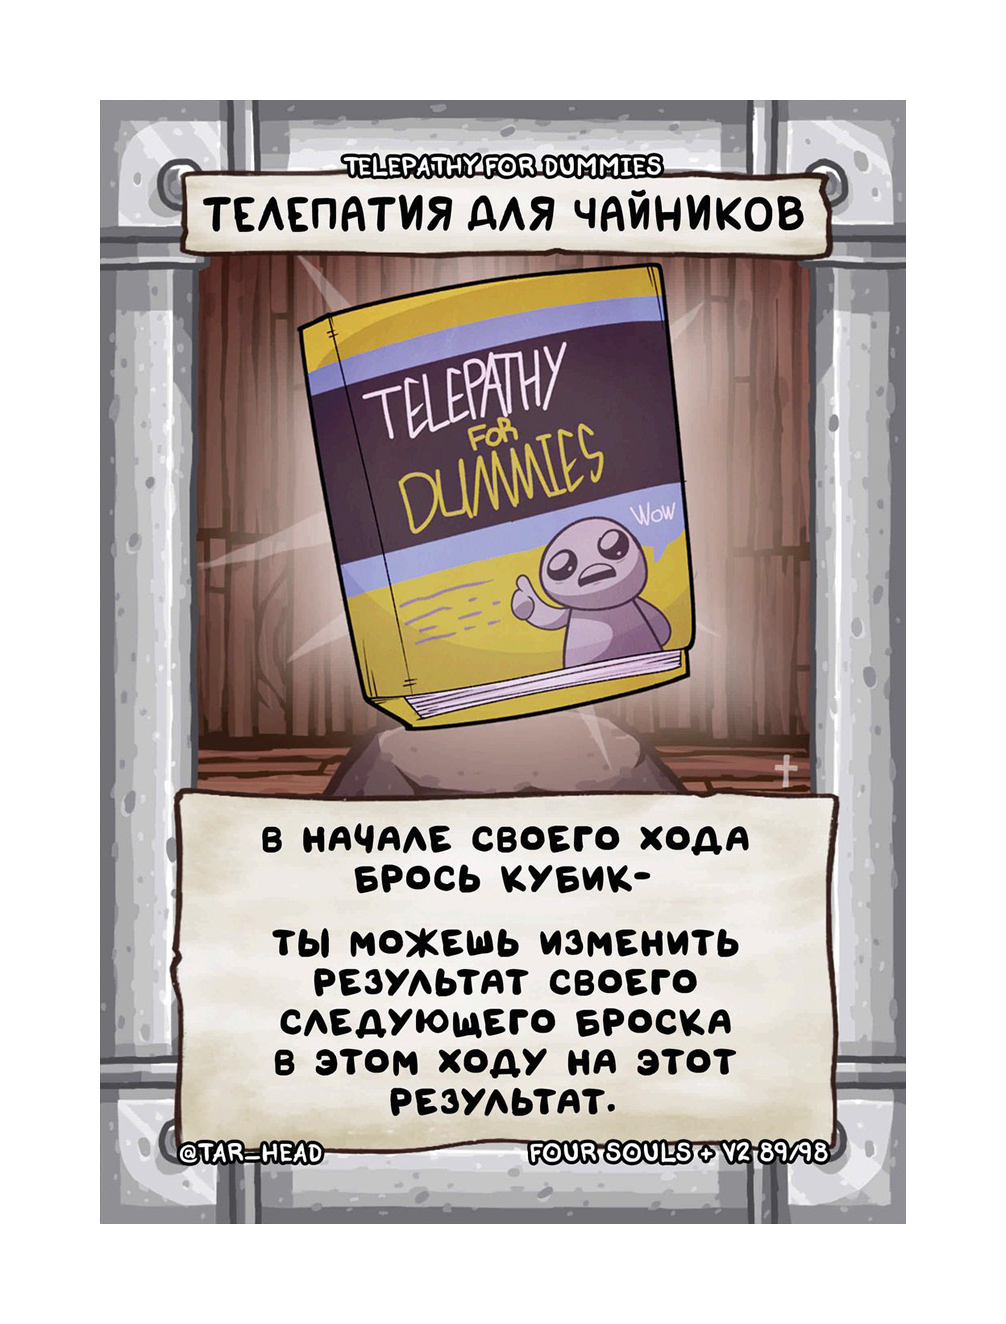 TELEPATHY FOR DUMMIES
ТЕЛЕПАТИЯ ДЛЯ ЧАЙНИКОВ
TELEPATHY
FOR
DUMMIES
WOW
В НАЧАЛЕ СВОЕГО ХОДА
БРОСЬ КУБИК-
ТЫ МОЖЕШЬ ИЗМЕНИТЬ
РЕЗУЛЬТАТ СВОЕГО
СЛЕДУЮЩЕГО БРОСКА
В ЭТОМ ХОДУ НА ЭТОТ
РЕЗУЛЬТАТ.
@TAR_HEAD FOUR SOULS + V2 89/98